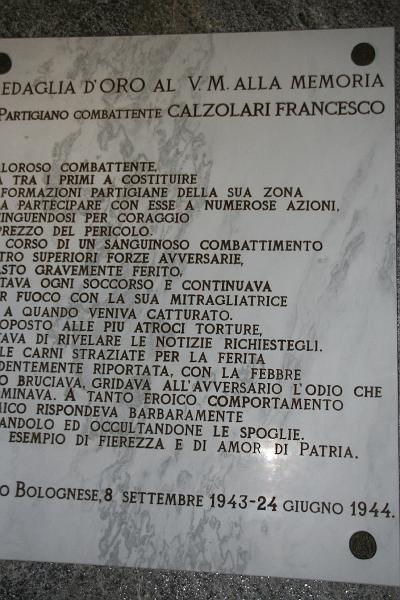 EDAGLIA D'ORO AL V.M. ALLA MEMORIA
PARTIGIANO COMBATTENTE CALZOLARI FRANCESCO
LOROSO COMBATTENTE,
A TRA I PRIMI A COSTITUIRE
FORMAZIONI PARTIGIANE DELLA SUA ZONA
A PARTECIPARE CON ESSE A NUMEROSE AZIONI,
INGUENDOSI PER CORAGGIO
PREZZO DEL PERICOLO.
CORSO DI UN SANGUINOSO COMBATTIMENTO
TRO SUPERIORI FORZE AVVERSARIE,
ASTO GRAVEMENTE FERITO,
TAVA OGNI SOCCORSO E CONTINUAVA
R FUOCO CON LA SUA MITRAGLIATRICE
A QUANDO VENIVA CATTURATO.
OPOSTO ALLE PIU ATROCI TORTURE,
AVA DI RIVELARE LE NOTIZIE RICHIESTEGLI.
LE CARNI STRAZIATE PER LA FERITA
DENTEMENTE RIPORTATA, CON LA FEBBRE
O BRUCIAVA, GRIDAVA ALL'AVVERSARIO L'ODIO CHE
MINAVA. A TANTO EROICO COMPORTAMENTO
MICO RISPONDEVA BARBARAMENTE
ANDOLO ED OCCULTANDONE LE SPOGLIE.
ESEMPIO DI FIEREZZA E DI AMOR DI PATRIA.
O BOLOGNESE, 8 SETTEMBRE 1943-24 GIUGNO 1944.